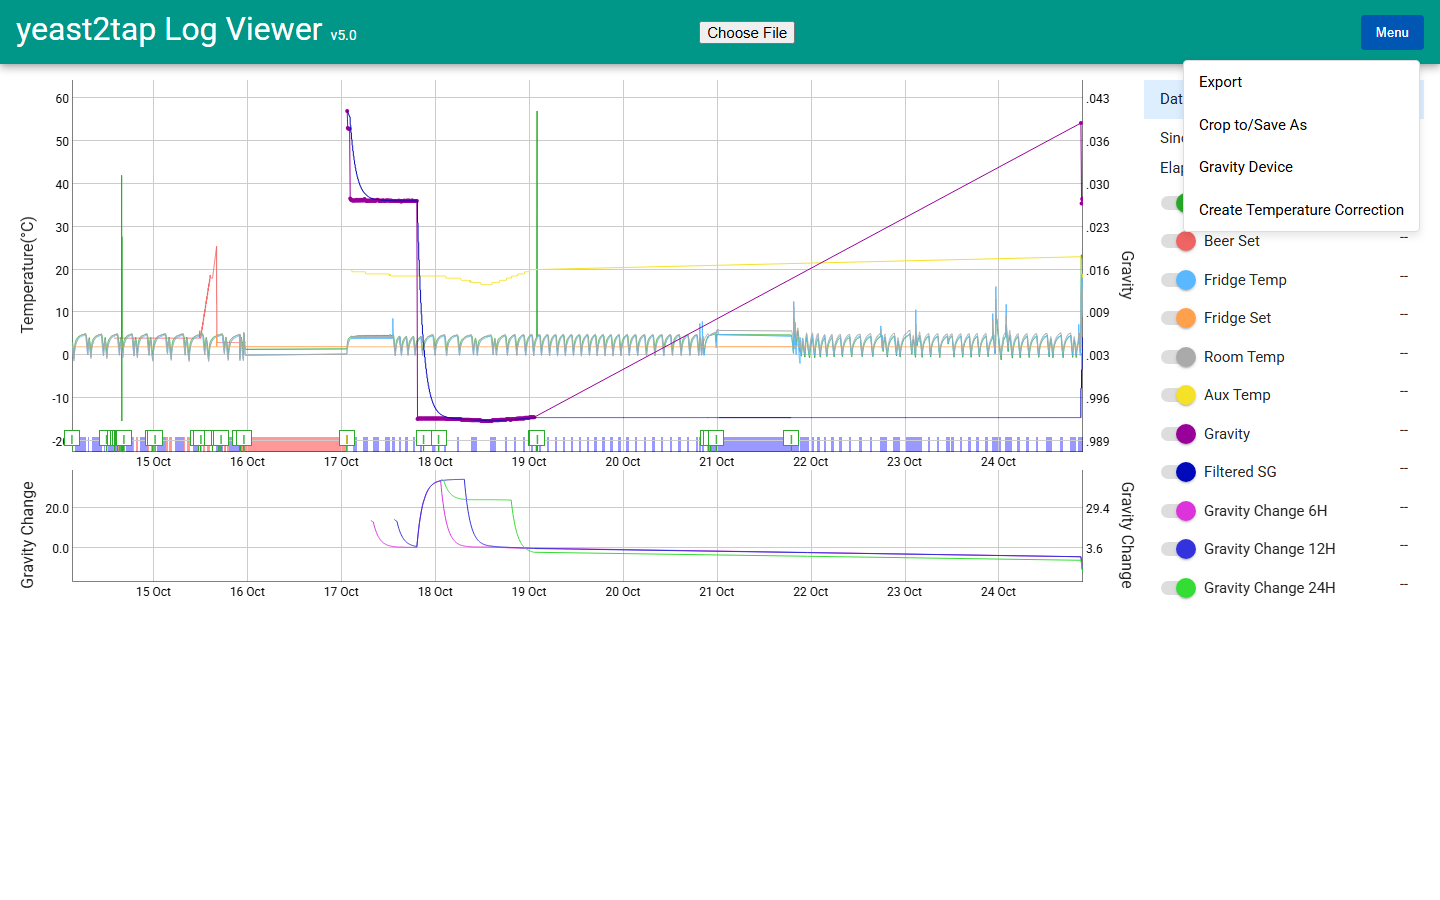 yeast2tap Log Viewer v5.0
Choose File
Menu
Export
Crop to/Save As
Gravity Device
Create Temperature Correction
Dat
Sinc
Elap
Beer Set --
Fridge Temp --
Fridge Set --
Room Temp --
Aux Temp --
Gravity --
Filtered SG --
Gravity Change 6H --
Gravity Change 12H --
Gravity Change 24H --
Temperature(°C)
60
50
40
30
20
10
0
-10
-20
.043
.036
.030
.023
.016
.009
.003
.996
.989
Gravity
15 Oct 16 Oct 17 Oct 18 Oct 19 Oct 20 Oct 21 Oct 22 Oct 23 Oct 24 Oct
Gravity Change
20.0
0.0
29.4
3.6
Gravity Change
15 Oct 16 Oct 17 Oct 18 Oct 19 Oct 20 Oct 21 Oct 22 Oct 23 Oct 24 Oct